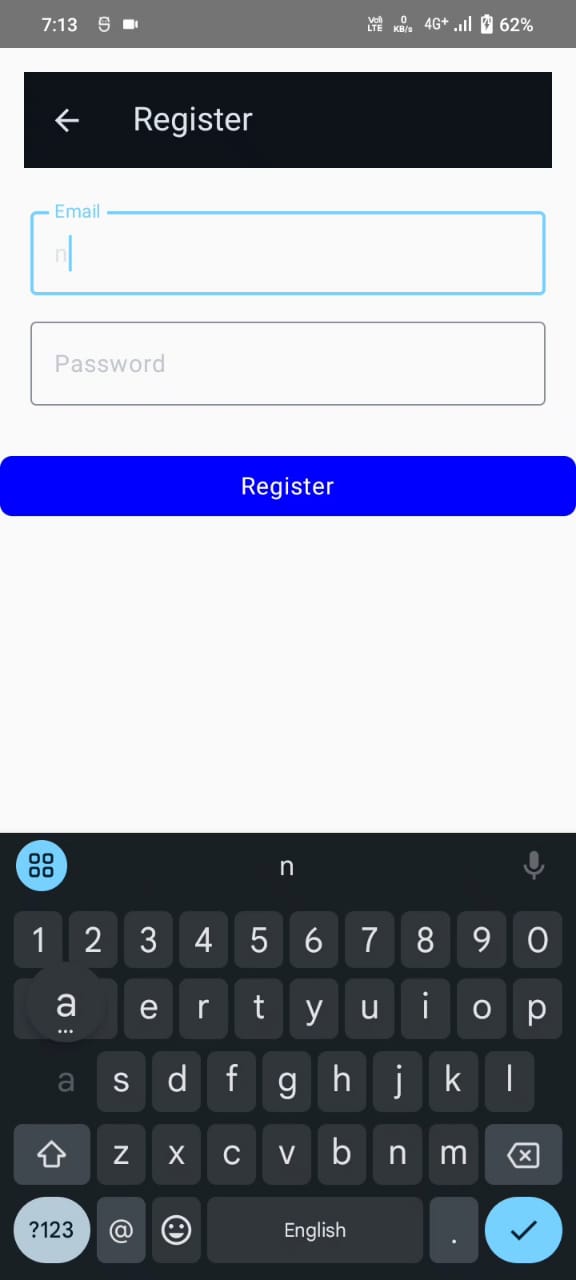 7:13 Vo) LTE 0 KB/s 4G+ 62%
Register
Email
n
Password
Register
n
1 2 3 4 5 6 7 8 9 0
a e r t y u i o p
a s d f g h j k l
z x c v b n m
?123 @ English .